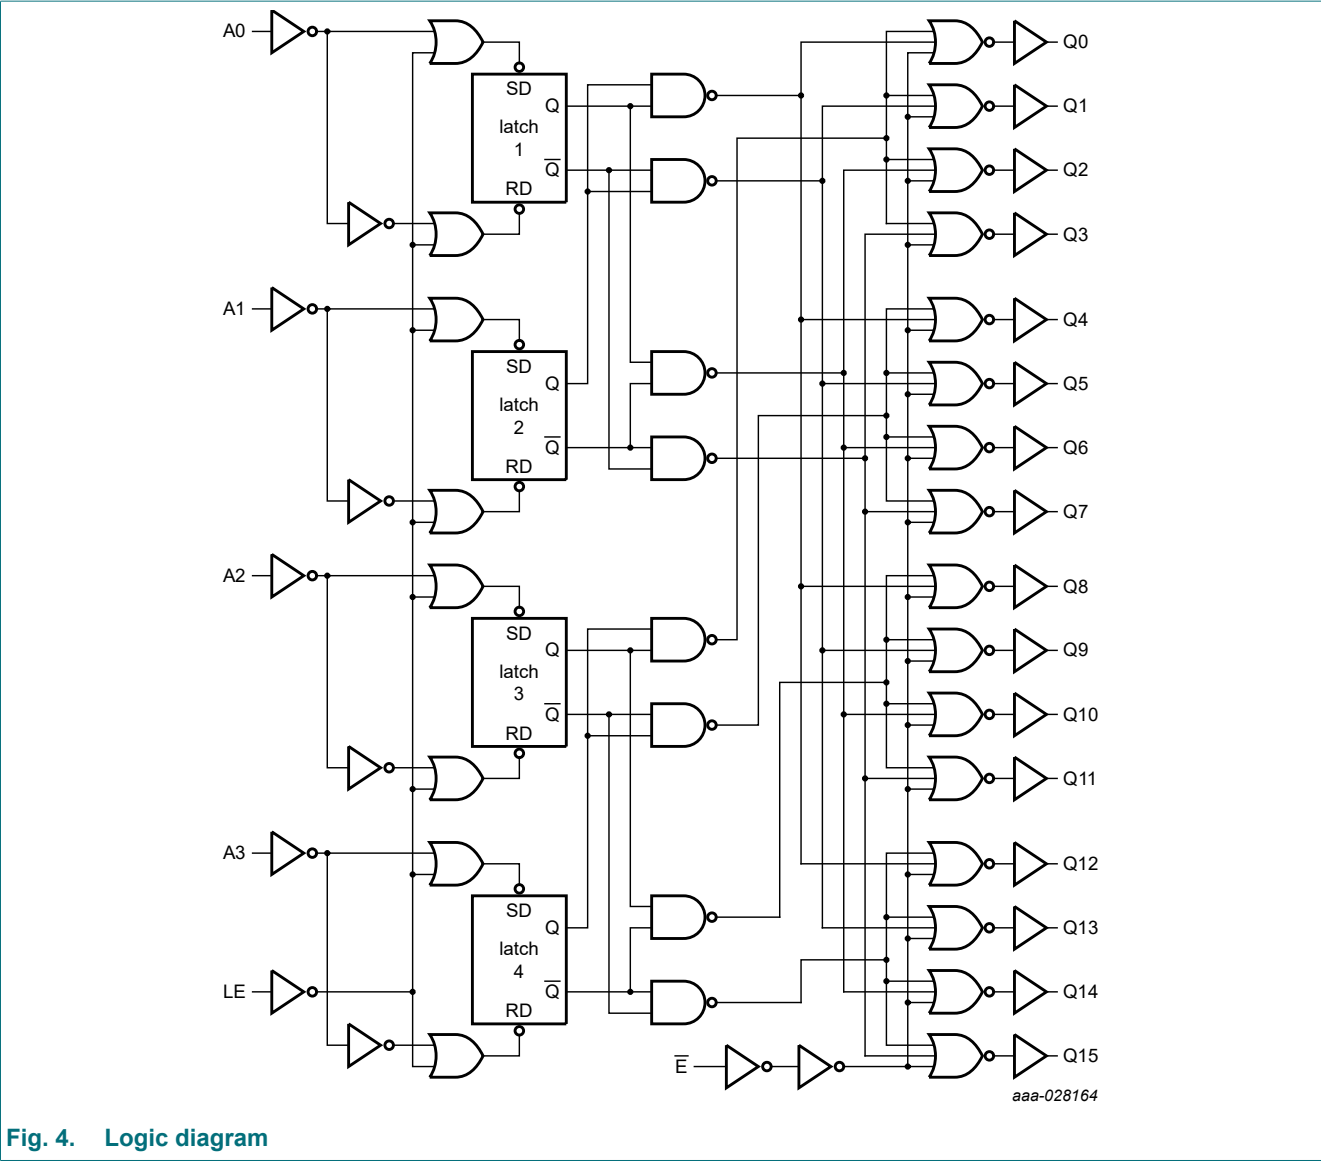 A0
SD
Q
latch
1
Q̅
RD
A1
SD
Q
latch
2
Q̅
RD
A2
SD
Q
latch
3
Q̅
RD
A3
SD
Q
latch
4
Q̅
RD
LE
E̅
Q0
Q1
Q2
Q3
Q4
Q5
Q6
Q7
Q8
Q9
Q10
Q11
Q12
Q13
Q14
Q15
aaa-028164
Fig. 4. Logic diagram